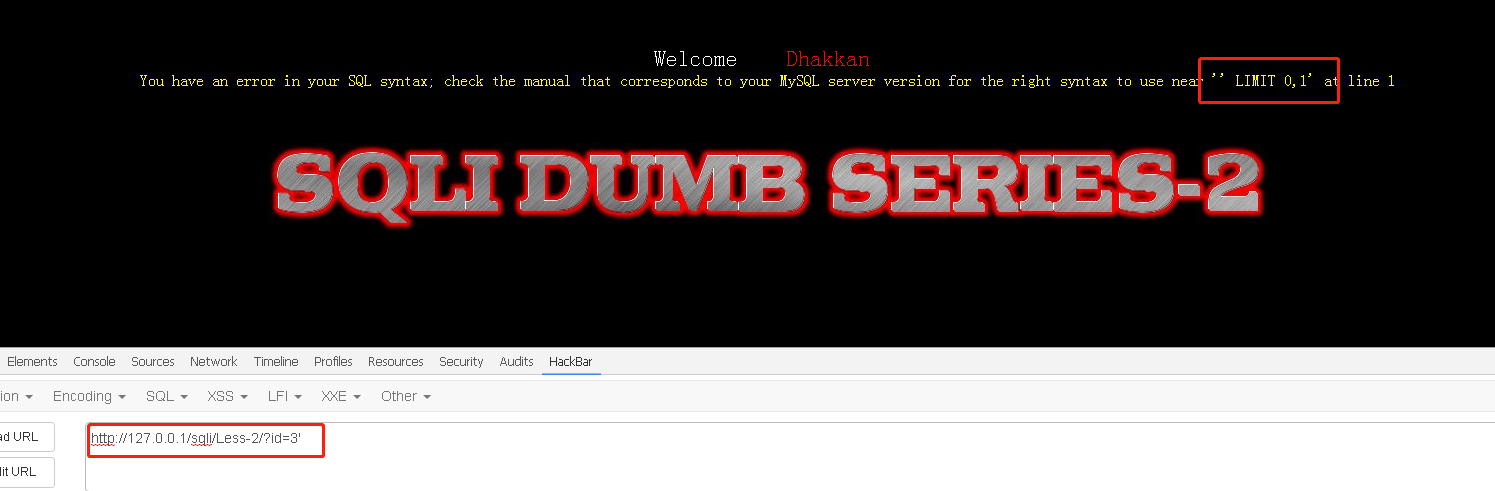 Welcome Dhakkan
You have an error in your SQL syntax; check the manual that corresponds to your MySQL server version for the right syntax to use near '' LIMIT 0,1' at line 1
SQLI DUMB SERIES-2
Elements Console Sources Network Timeline Profiles Resources Security Audits HackBar
ion Encoding SQL XSS LFI XXE Other
ad URL
http://127.0.0.1/sqli/Less-2/?id=3'
lit URL